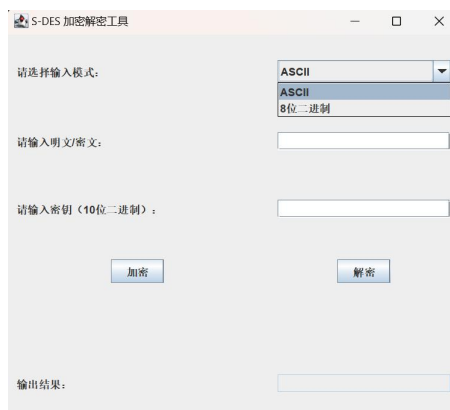 S-DES 加密解密工具
请选择输入模式：
ASCII
ASCII
8位二进制
请输入明文/密文：
请输入密钥（10位二进制）：
加密
解密
输出结果：